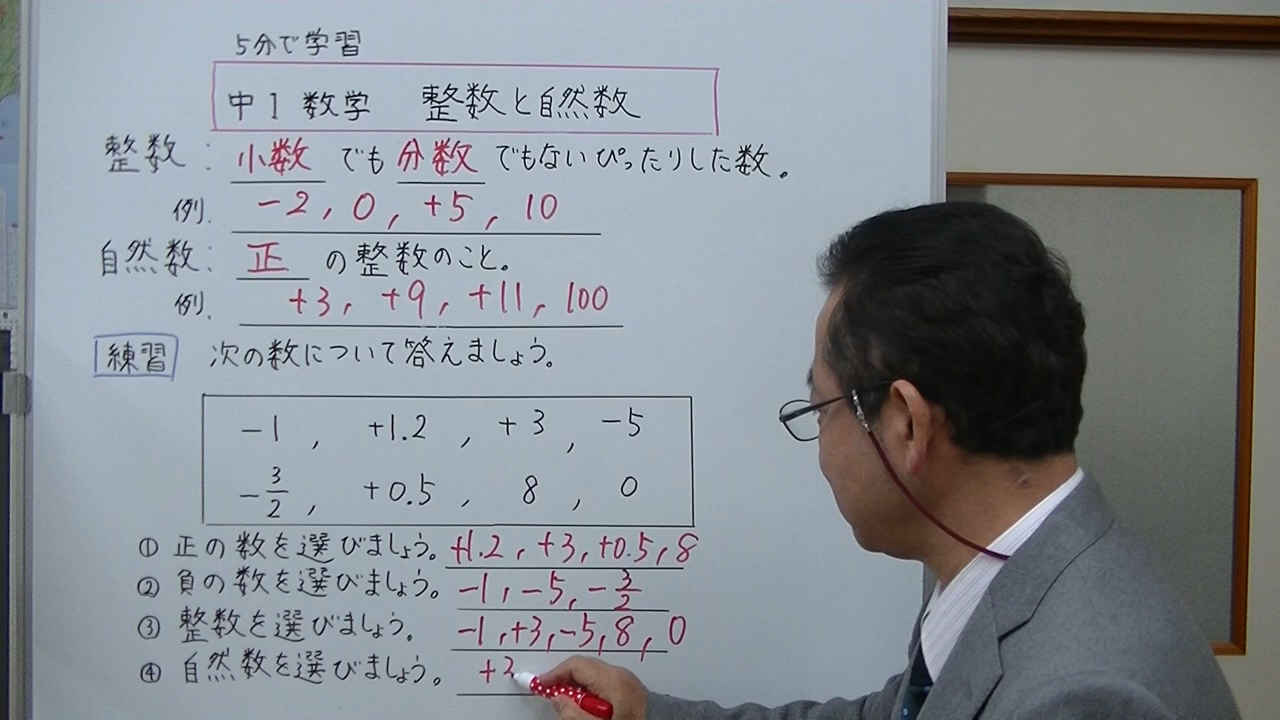 5分で学習
中1 数学 整数と自然数
整数: 小数 でも 分数 でもないぴったりした数。
例. -2, 0, +5, 10
自然数: 正 の整数のこと。
例. +3, +9, +11, 100
練習 次の数について答えましょう。
-1, +1.2, +3, -5
-3/2, +0.5, 8, 0
① 正の数を選びましょう。 +1.2, +3, +0.5, 8
② 負の数を選びましょう。 -1, -5, -3/2
③ 整数を選びましょう。 -1, +3, -5, 8, 0
④ 自然数を選びましょう。 +3